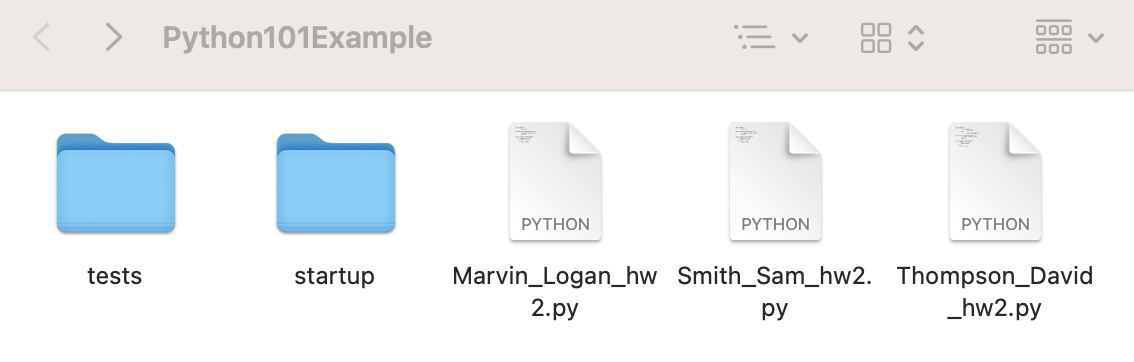 Python101Example
PYTHON
PYTHON
PYTHON
tests
startup
Marvin_Logan_hw
2.py
Smith_Sam_hw2.
py
Thompson_David
_hw2.py